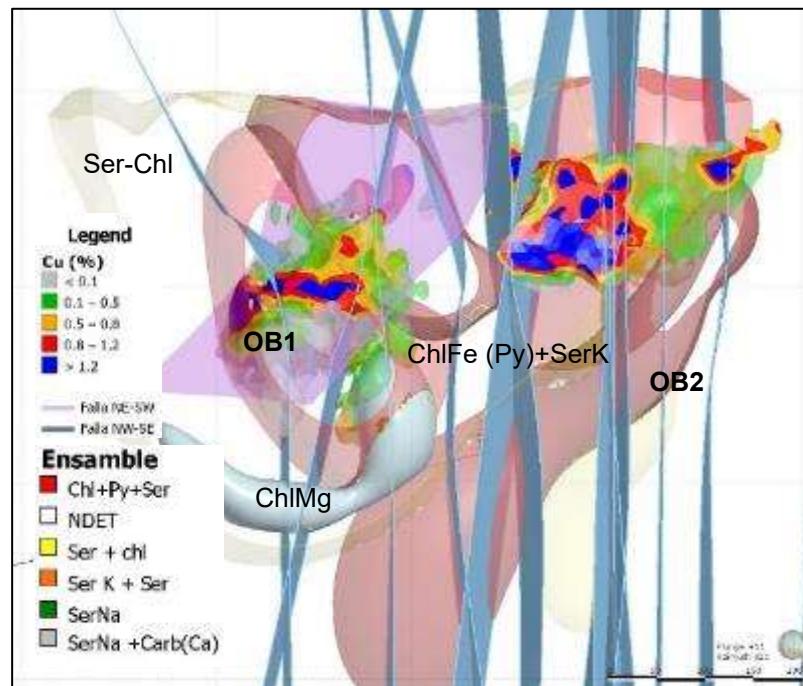 Ser-Chl
Legend
Cu (%)
< 0.1
0.1 - 0.5
0.5 - 0.8
0.8 - 1.2
> 1.2
OB1
ChlFe (Py)+SerK
OB2
Falla NE-SW
Falla NW-SE
Ensamble
Chl+Py+Ser
NDET
Ser + chl
Ser K + Ser
SerNa
SerNa +Carb(Ca)
ChlMg